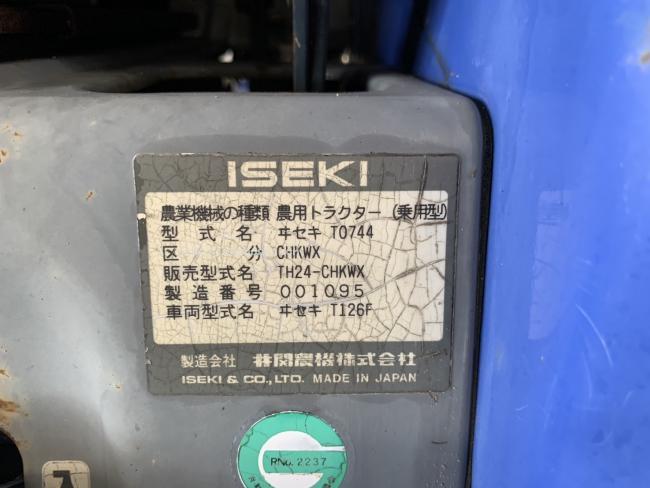 ISEKI
農業機械の種類 農用トラクター (乗用型)
型式名 ヰセキ T0744
区分 CHKWX
販売型式名 TH24-CHKWX
製造番号 001095
車両型式名 ヰセキ T126F
製造会社 井関農機株式会社
ISEKI & CO., LTD. MADE IN JAPAN
RNo. 2237